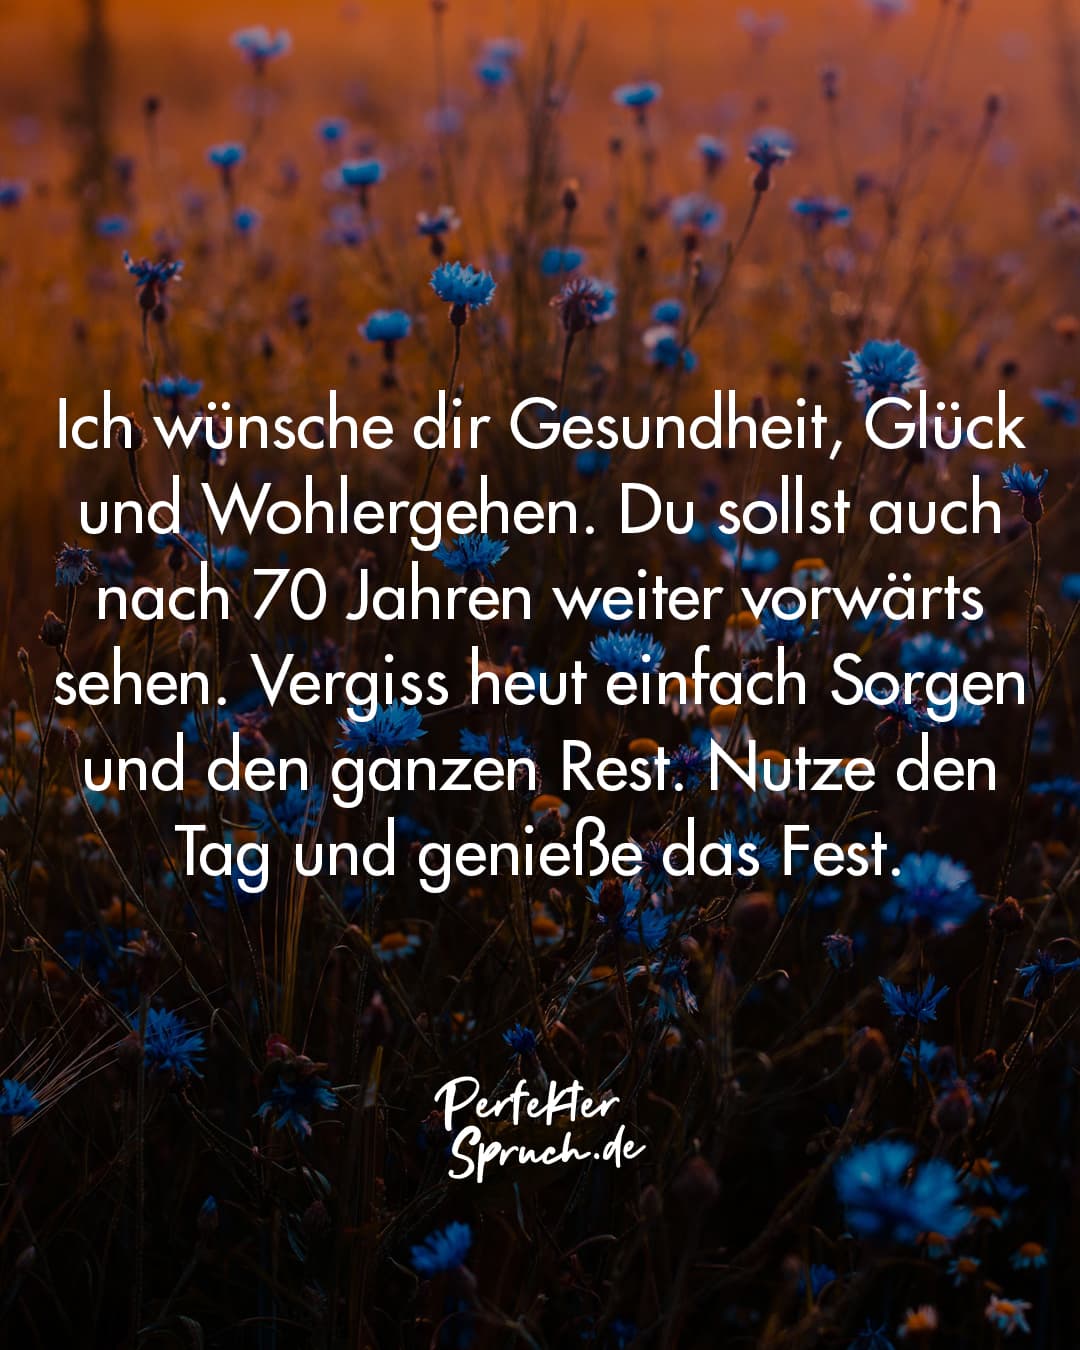 Ich wünsche dir Gesundheit, Glück
und Wohlergehen. Du sollst auch
nach 70 Jahren weiter vorwärts
sehen. Vergiss heut einfach Sorgen
und den ganzen Rest. Nutze den
Tag und genieße das Fest.
Perfekter
Spruch.de